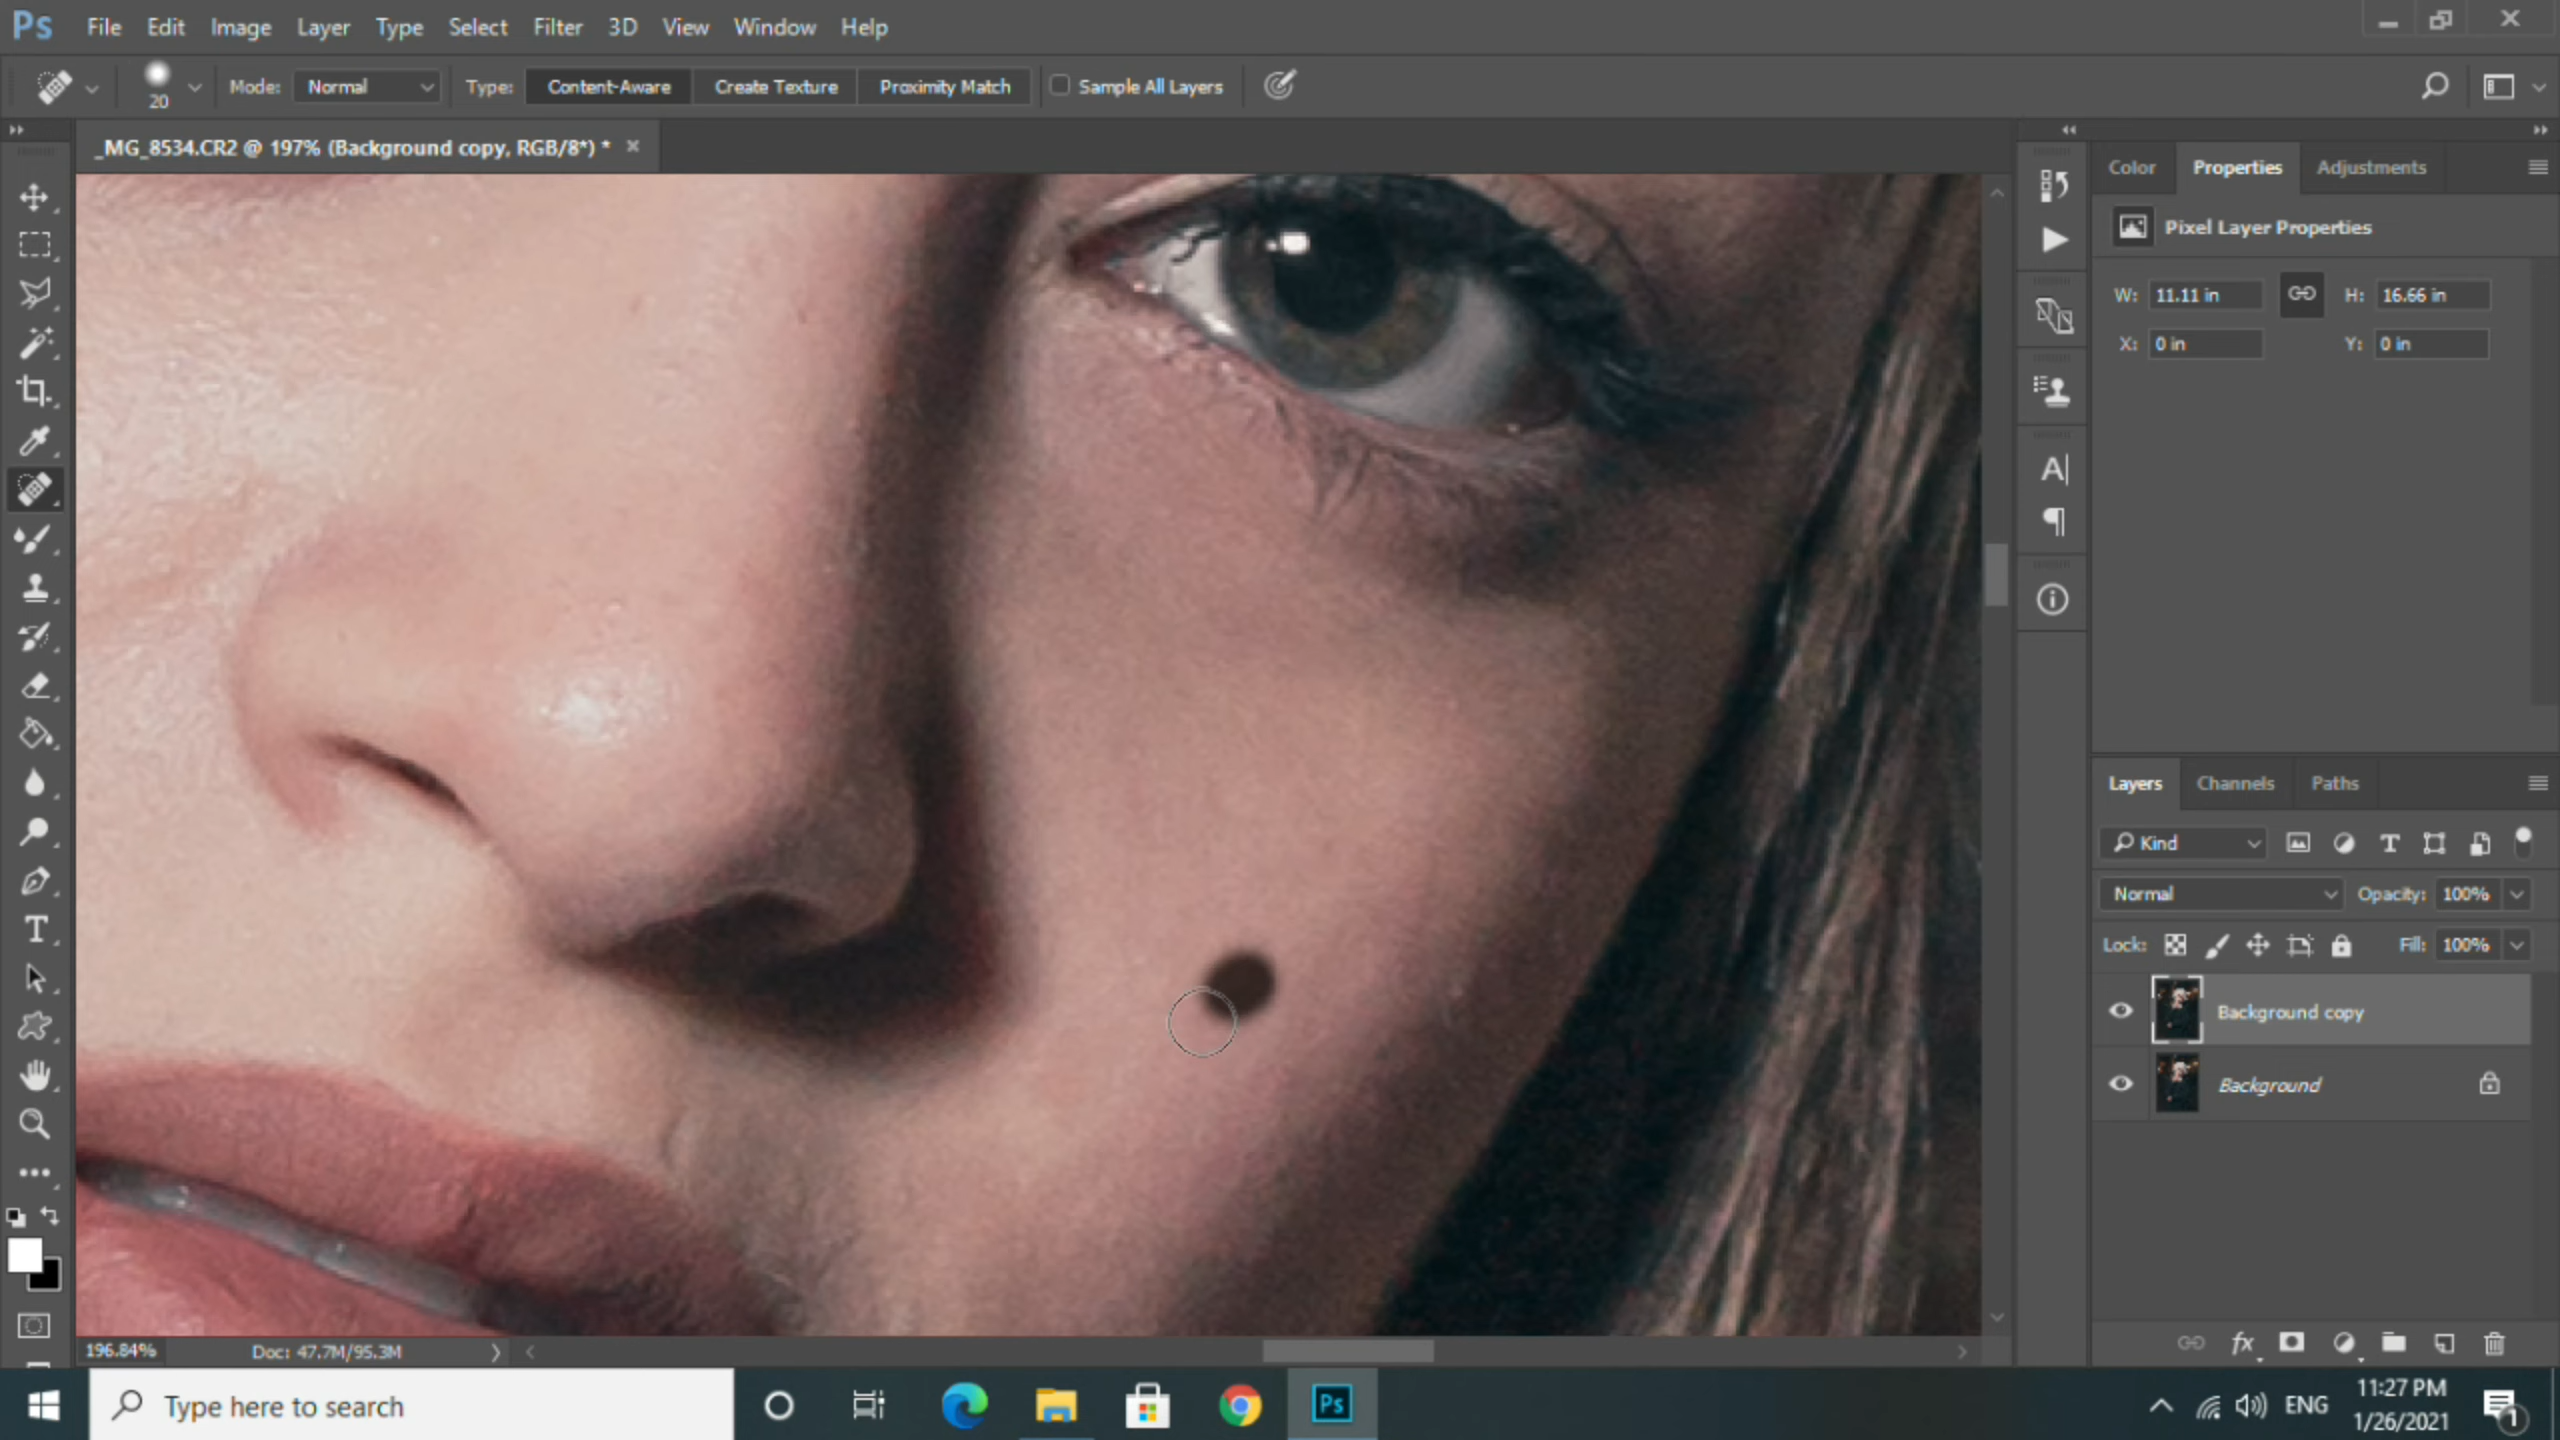 Ps File Edit Image Layer Type Select Filter 3D View Window Help
20 Mode: Normal Type: Content-Aware Create Texture Proximity Match Sample All Layers
_MG_8534.CR2 @ 197% (Background copy, RGB/8*) *
Color Properties Adjustments
Pixel Layer Properties
W: 11.11 in H: 16.66 in
X: 0 in Y: 0 in
Layers Channels Paths
Kind
Normal Opacity: 100%
Lock: Fill: 100%
Background copy
Background
196.84% Doc: 47.7M/95.3M
Type here to search
Ps
ENG
11:27 PM
1/26/2021
1